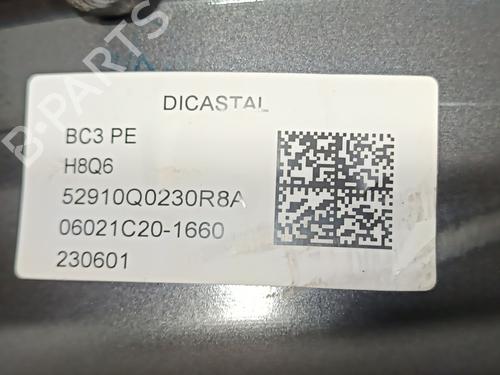 DICASTAL
BC3 PE
H8Q6
52910Q0230R8A
06021C20-1660
230601
B-PARTS